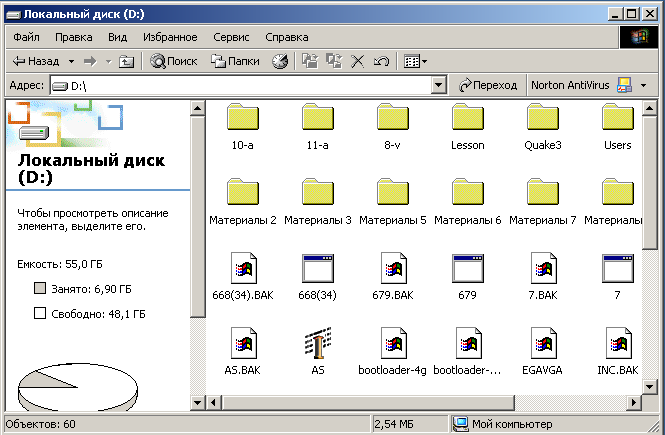 Локальный диск (D:)
Файл Правка Вид Избранное Сервис Справка
Назад Поиск Папки
Адрес: D:\ Переход Norton AntiVirus
Локальный диск
(D:)
Чтобы просмотреть описание
элемента, выделите его.
Емкость: 55,0 ГБ
Занято: 6,90 ГБ
Свободно: 48,1 ГБ
10-a 11-a 8-v Lesson Quake3 Users
Материалы 2 Материалы 3 Материалы 5 Материалы 6 Материалы 7 Материалы
668(34).BAK 668(34) 679.BAK 679 7.BAK 7
AS.BAK AS bootloader-4g bootloader-... EGAVGA INC.BAK
Объектов: 60 2,54 МБ Мой компьютер